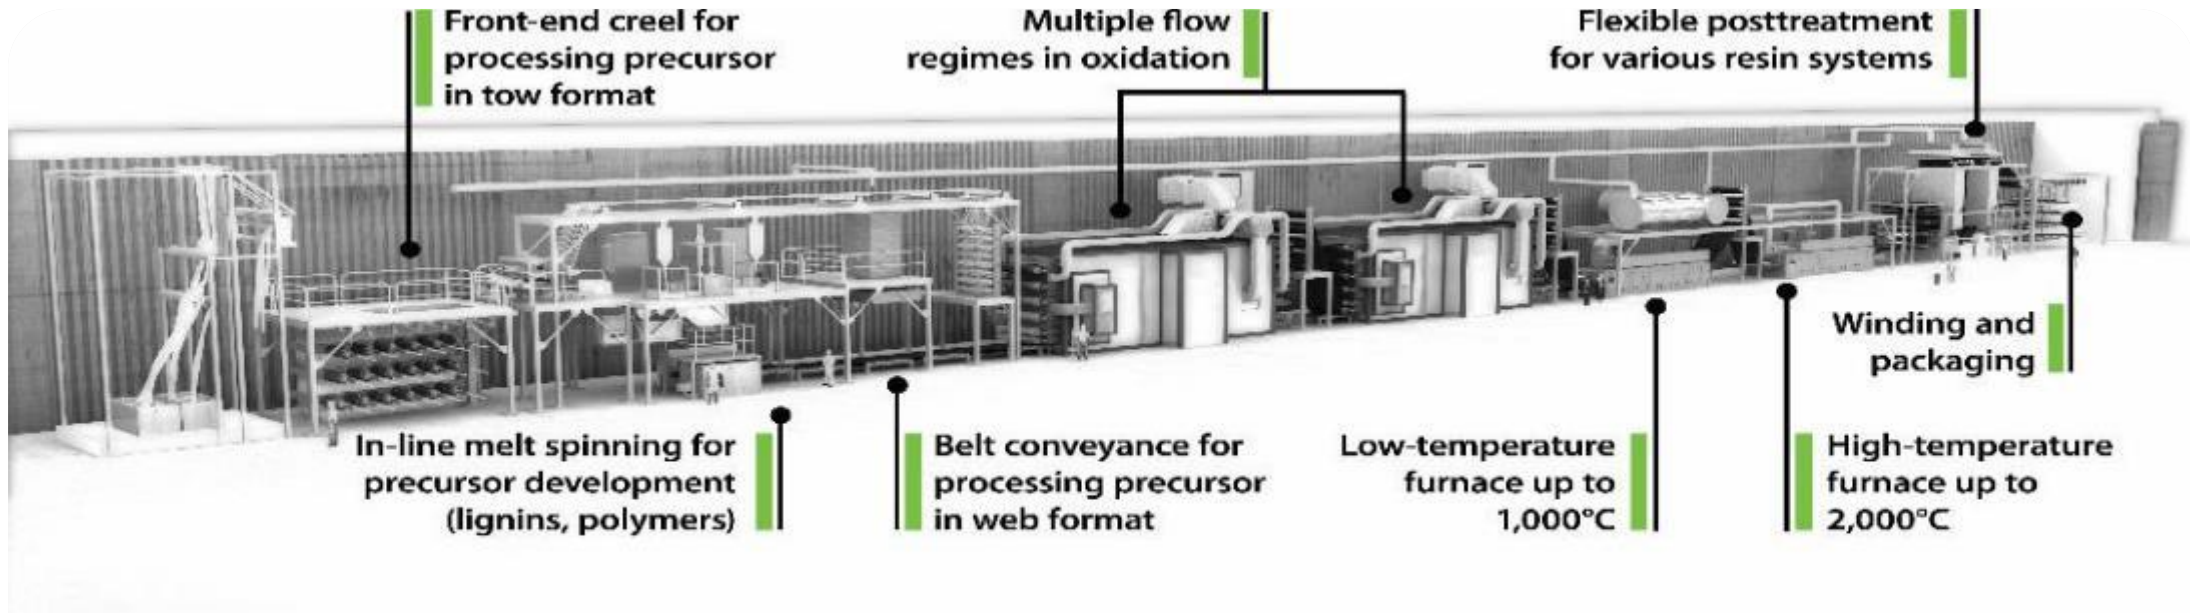 Front-end creel for
processing precursor
in tow format
Multiple flow
regimes in oxidation
Flexible posttreatment
for various resin systems
Winding and
packaging
In-line melt spinning for
precursor development
(lignins, polymers)
Belt conveyance for
processing precursor
in web format
Low-temperature
furnace up to
1,000°C
High-temperature
furnace up to
2,000°C